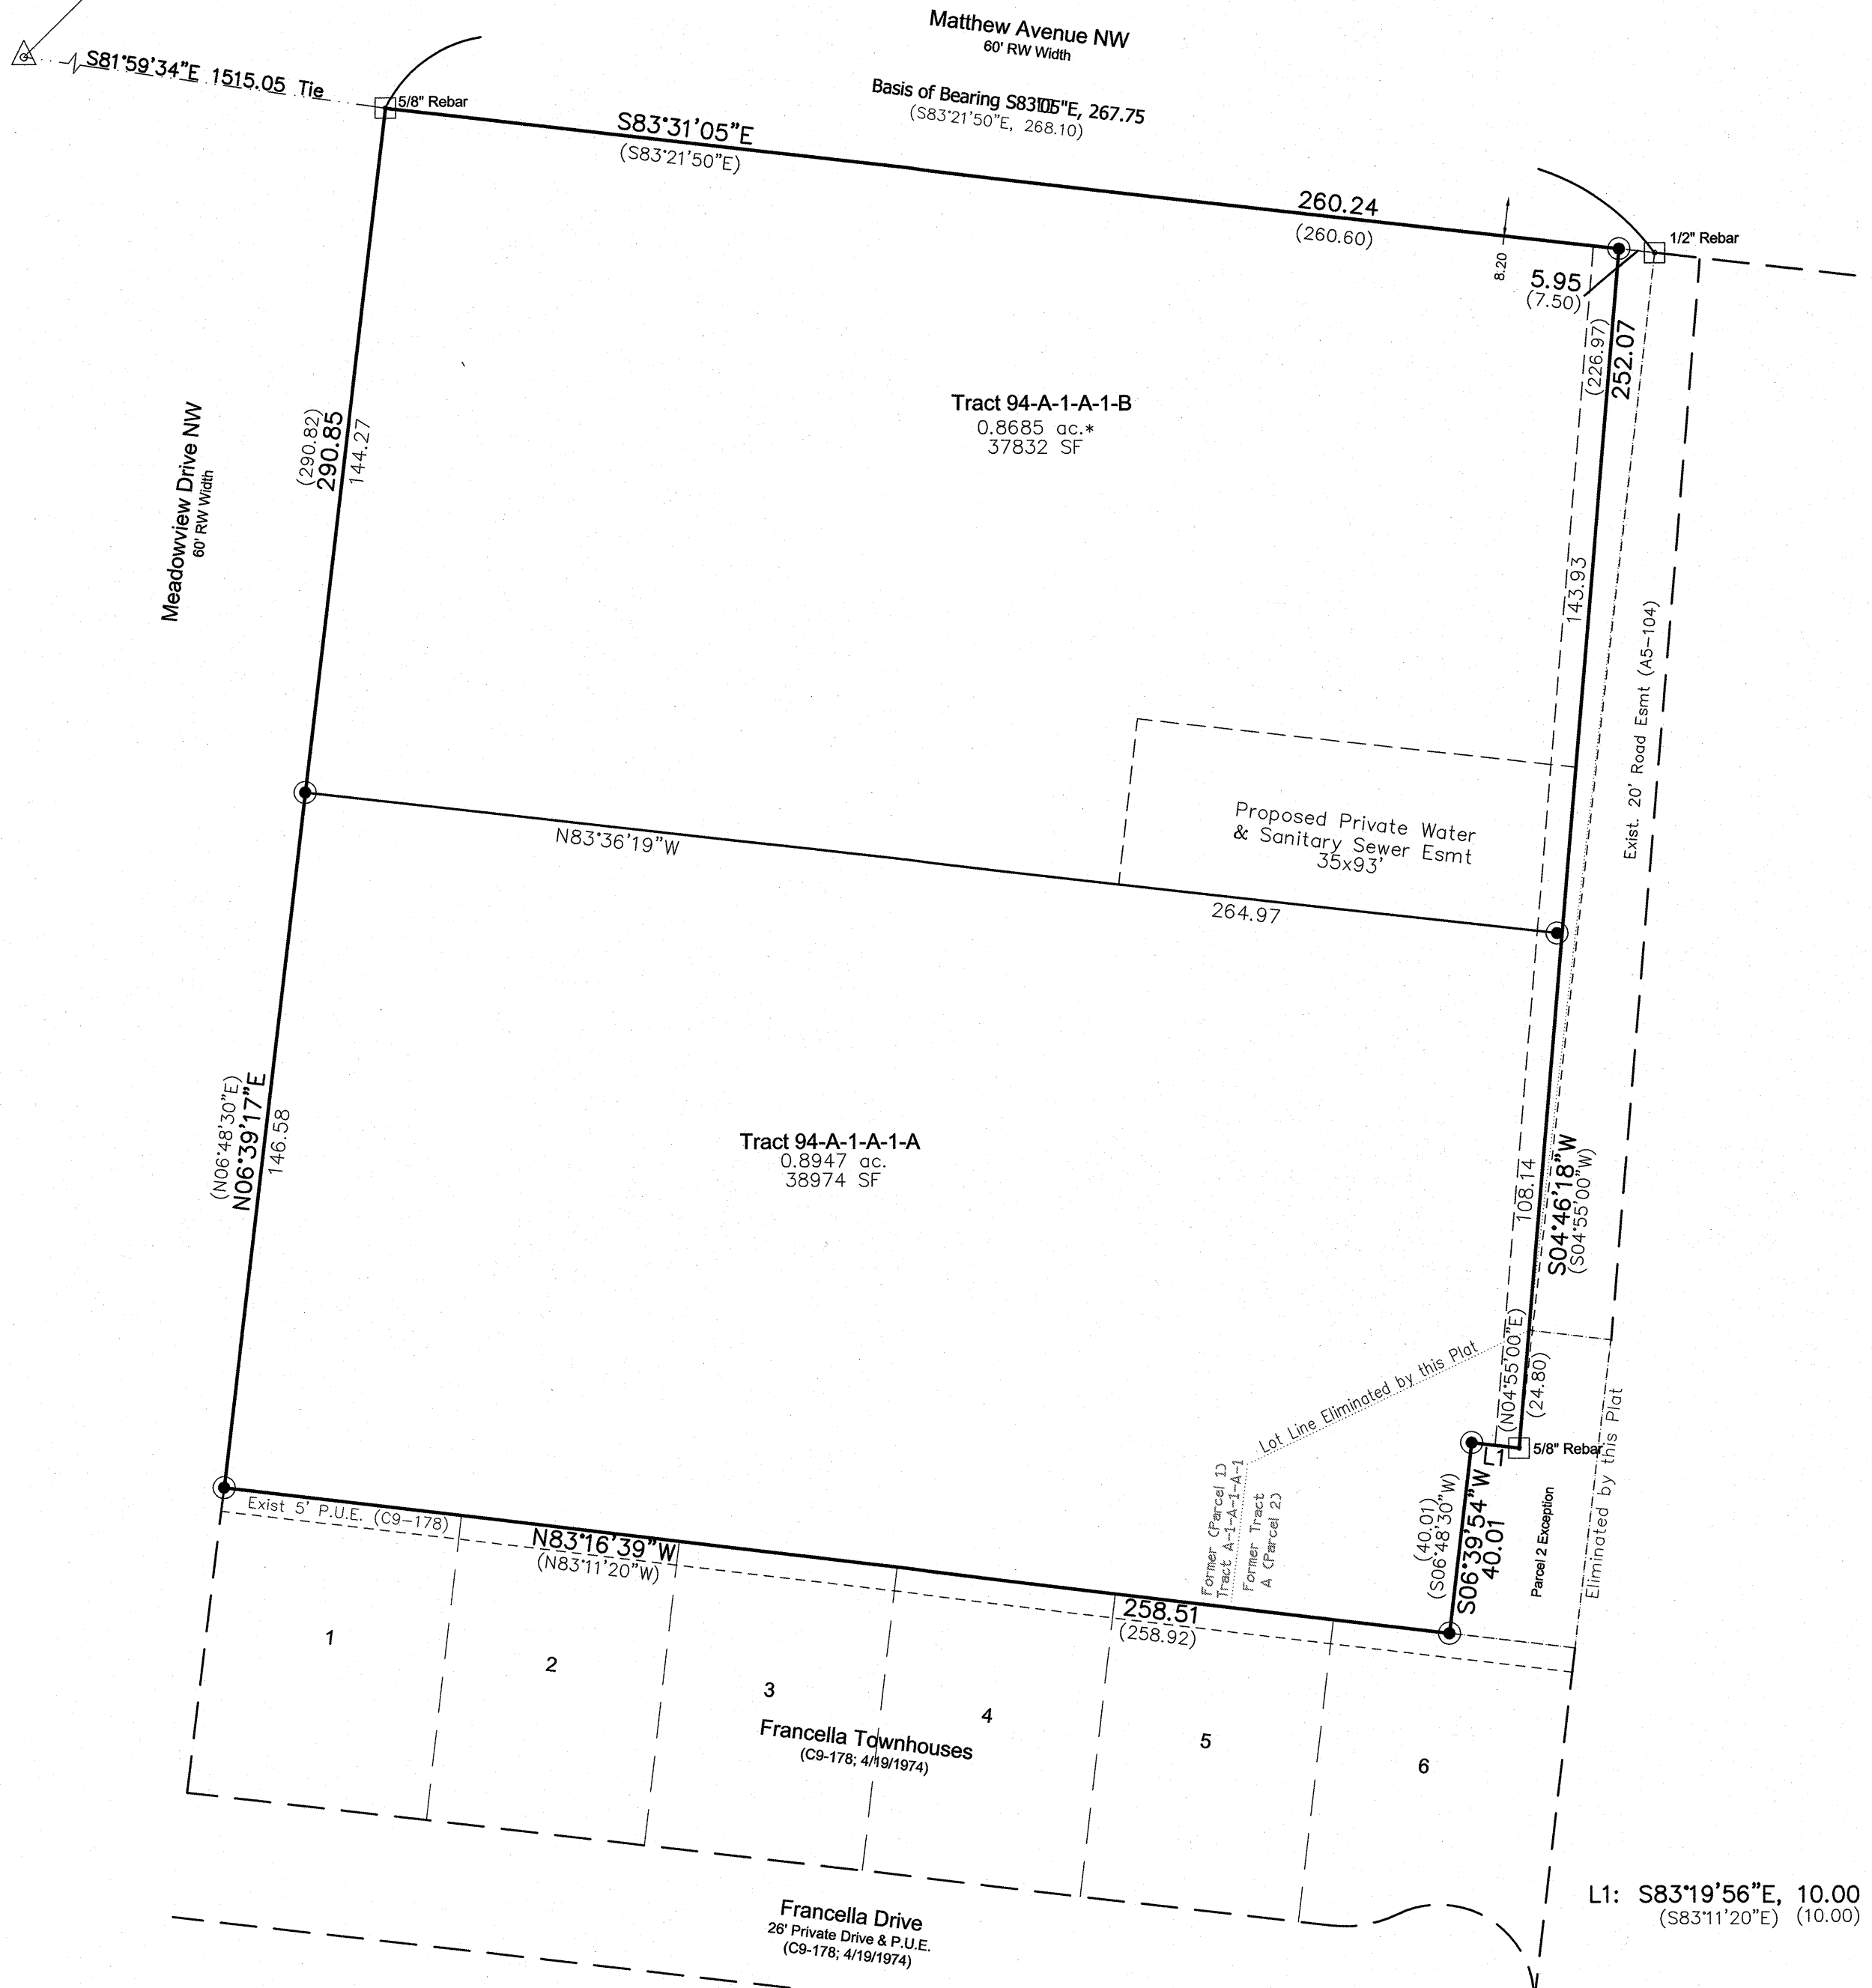 Matthew Avenue NW
60' RW Width
S81°59'34"E 1515.05 Tie
5/8" Rebar
Basis of Bearing "E, 267.75
(S83°21'50"E, 268.10)
S83°31'05"E
(S83°21'50"E)
260.24
(260.60)
8.20
1/2" Rebar
5.95
(7.50)
(226.97)
252.07
Tract 94-A-1-A-1-B
0.8685 ac.*
37832 SF
(290.82)
290.85
144.27
Meadowview Drive NW
60' RW Width
143.93
Exist. 20' Road Esmt (A5-104)
Proposed Private Water
& Sanitary Sewer Esmt
35x93'
N83°36'19"W
264.97
(N06°48'30"E)
N06°39'17"E
146.58
Tract 94-A-1-A-1-A
0.8947 ac.
38974 SF
108.14
S04°46'18"W
(S04°55'00"W)
(N04°55'00"E)
(24.80)
Lot Line Eliminated by this Plat
5/8" Rebar
L1
Eliminated by this Plat
Former (Parcel 1)
Tract A-1-A-1-A-1
Former Tract
A (Parcel 2)
(40.01)
(S06°48'30"W)
S06°39'54"W
40.01
Parcel 2 Exception
Exist 5' P.U.E. (C9-178)
N83°16'39"W
(N83°11'20"W)
258.51
(258.92)
1
2
3
4
5
6
Francella Townhouses
(C9-178; 4/19/1974)
L1: S83°19'56"E, 10.00
(S83°11'20"E) (10.00)
Francella Drive
26' Private Drive & P.U.E.
(C9-178; 4/19/1974)